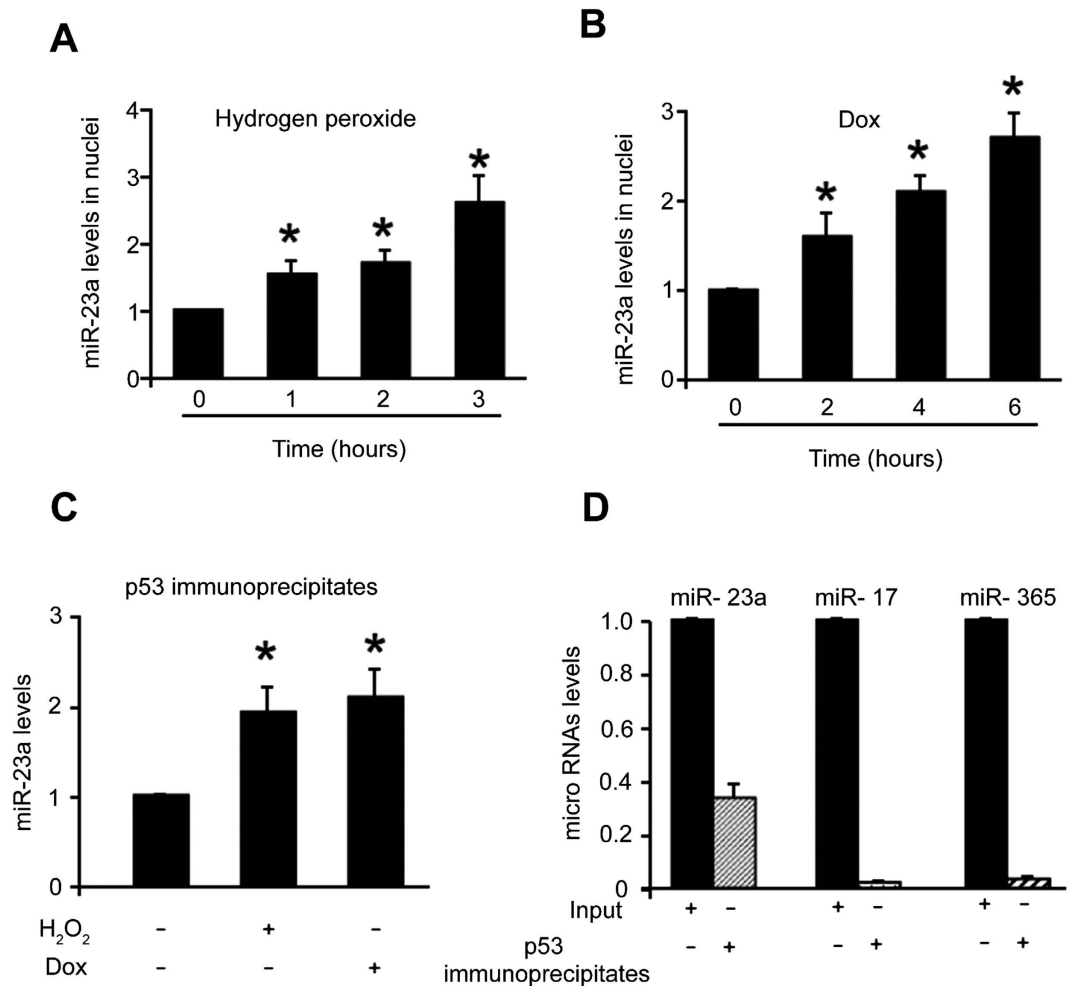 A
Hydrogen peroxide
miR-23a levels in nuclei
4
3
2
1
0
* * *
0 1 2 3
Time (hours)
B
Dox
miR-23a levels in nuclei
3
2
1
0
* * *
0 2 4 6
Time (hours)
C
p53 immunoprecipitates
miR-23a levels
3
2
1
0
* *
H₂O₂ - + -
Dox - - +
D
miR- 23a miR- 17 miR- 365
micro RNAs levels
1.0
0.8
0.6
0.4
0.2
0
Input + - + - + -
p53 - + - + - +
immunoprecipitates